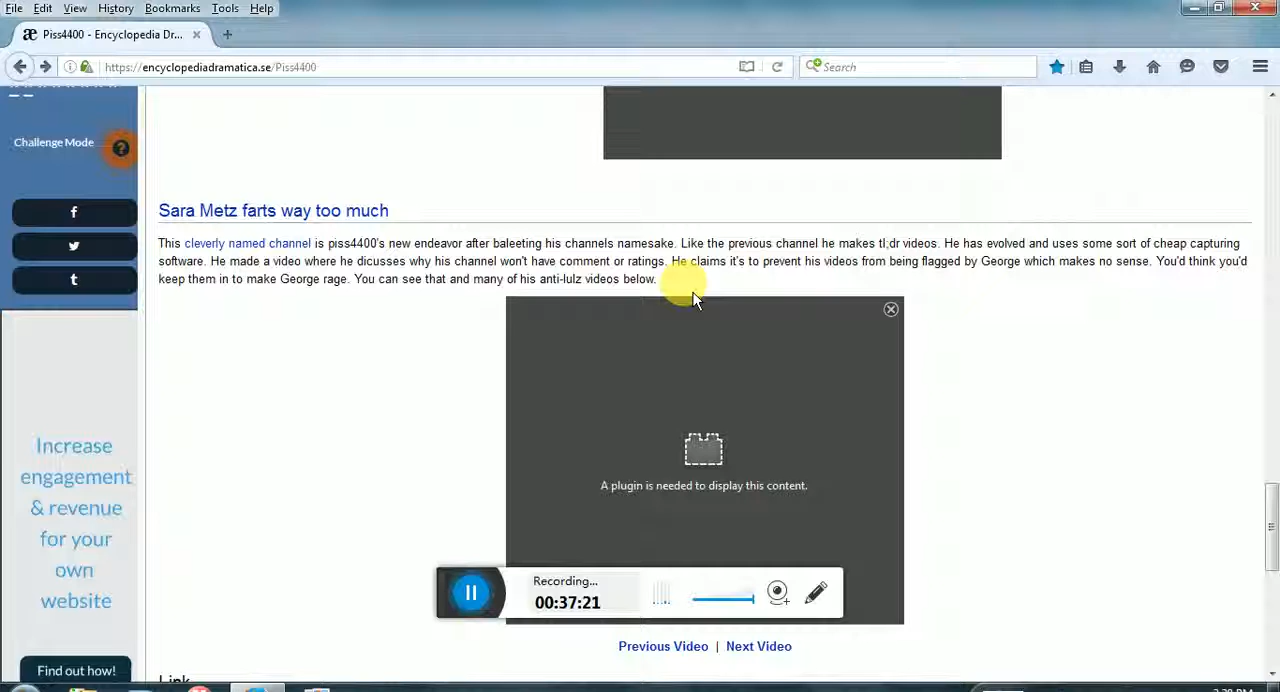 File Edit View History Bookmarks Tools Help
æ Piss4400 - Encyclopedia Dr...
https://encyclopediadramatica.se/Piss4400
Search
Challenge Mode
?
f
t
Increase
engagement
& revenue
for your
own
website
Find out how!
Sara Metz farts way too much
This cleverly named channel is piss4400's new endeavor after baleeting his channels namesake. Like the previous channel he makes tl;dr videos. He has evolved and uses some sort of cheap capturing
software. He made a video where he dicusses why his channel won't have comment or ratings. He claims it's to prevent his videos from being flagged by George which makes no sense. You'd think you'd
keep them in to make George rage. You can see that and many of his anti-lulz videos below.
A plugin is needed to display this content.
Recording...
00:37:21
Previous Video | Next Video